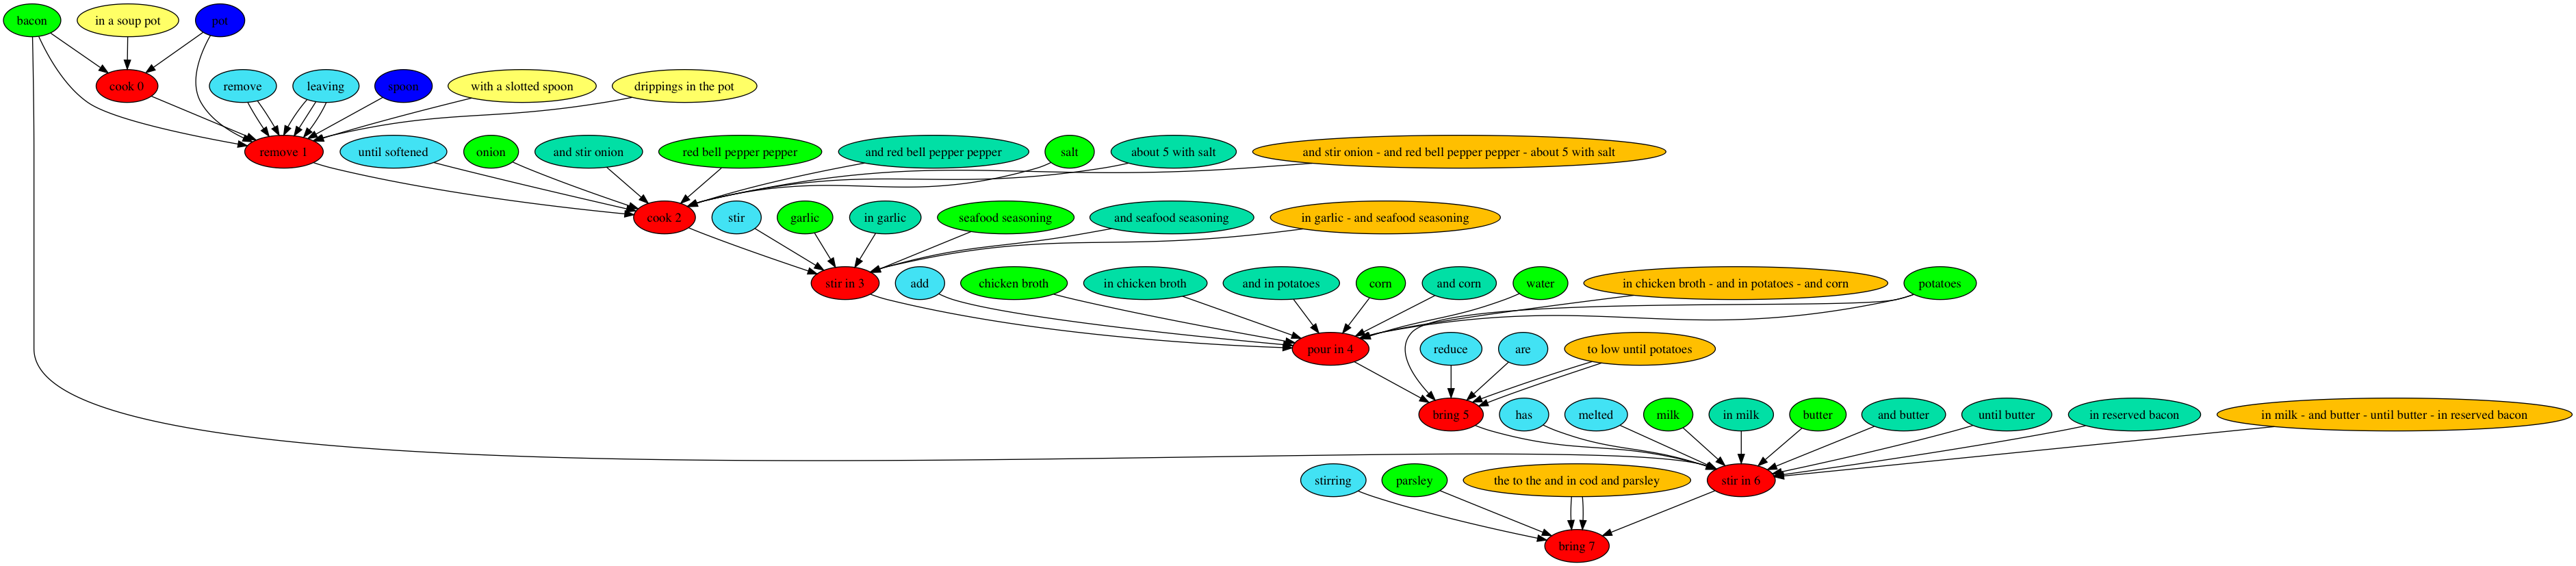 bacon
in a soup pot
pot
cook 0
remove
leaving
spoon
with a slotted spoon
drippings in the pot
remove 1
until softened
onion
and stir onion
red bell pepper pepper
and red bell pepper pepper
salt
about 5 with salt
and stir onion - and red bell pepper pepper - about 5 with salt
cook 2
stir
garlic
in garlic
seafood seasoning
and seafood seasoning
in garlic - and seafood seasoning
stir in 3
add
chicken broth
in chicken broth
and in potatoes
corn
and corn
water
in chicken broth - and in potatoes - and corn
potatoes
pour in 4
reduce
are
to low until potatoes
bring 5
has
melted
milk
in milk
butter
and butter
until butter
in reserved bacon
in milk - and butter - until butter - in reserved bacon
stirring
parsley
the to the and in cod and parsley
stir in 6
bring 7